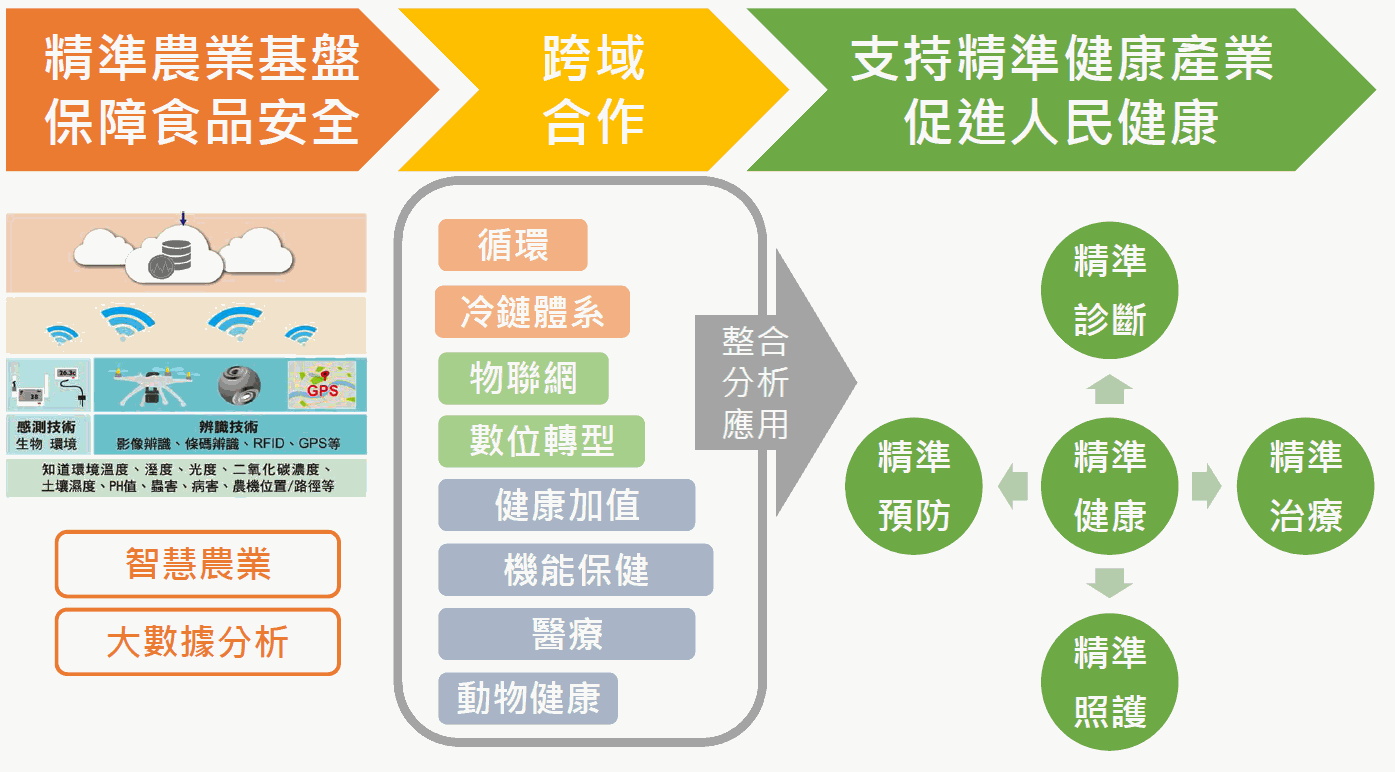 精準農業基盤
保障食品安全
跨域
合作
支持精準健康產業
促進人民健康
GPS
感測技術
生物 環境
辨識技術
影像辨識、條碼辨識、RFID、GPS等
知道環境溫度、溼度、光度、二氧化碳濃度、
土壤濕度、PH值、蟲害、病害、農機位置/路徑等
智慧農業
大數據分析
循環
冷鏈體系
物聯網
數位轉型
健康加值
機能保健
醫療
動物健康
整合
分析
應用
精準
診斷
精準
預防
精準
健康
精準
治療
精準
照護